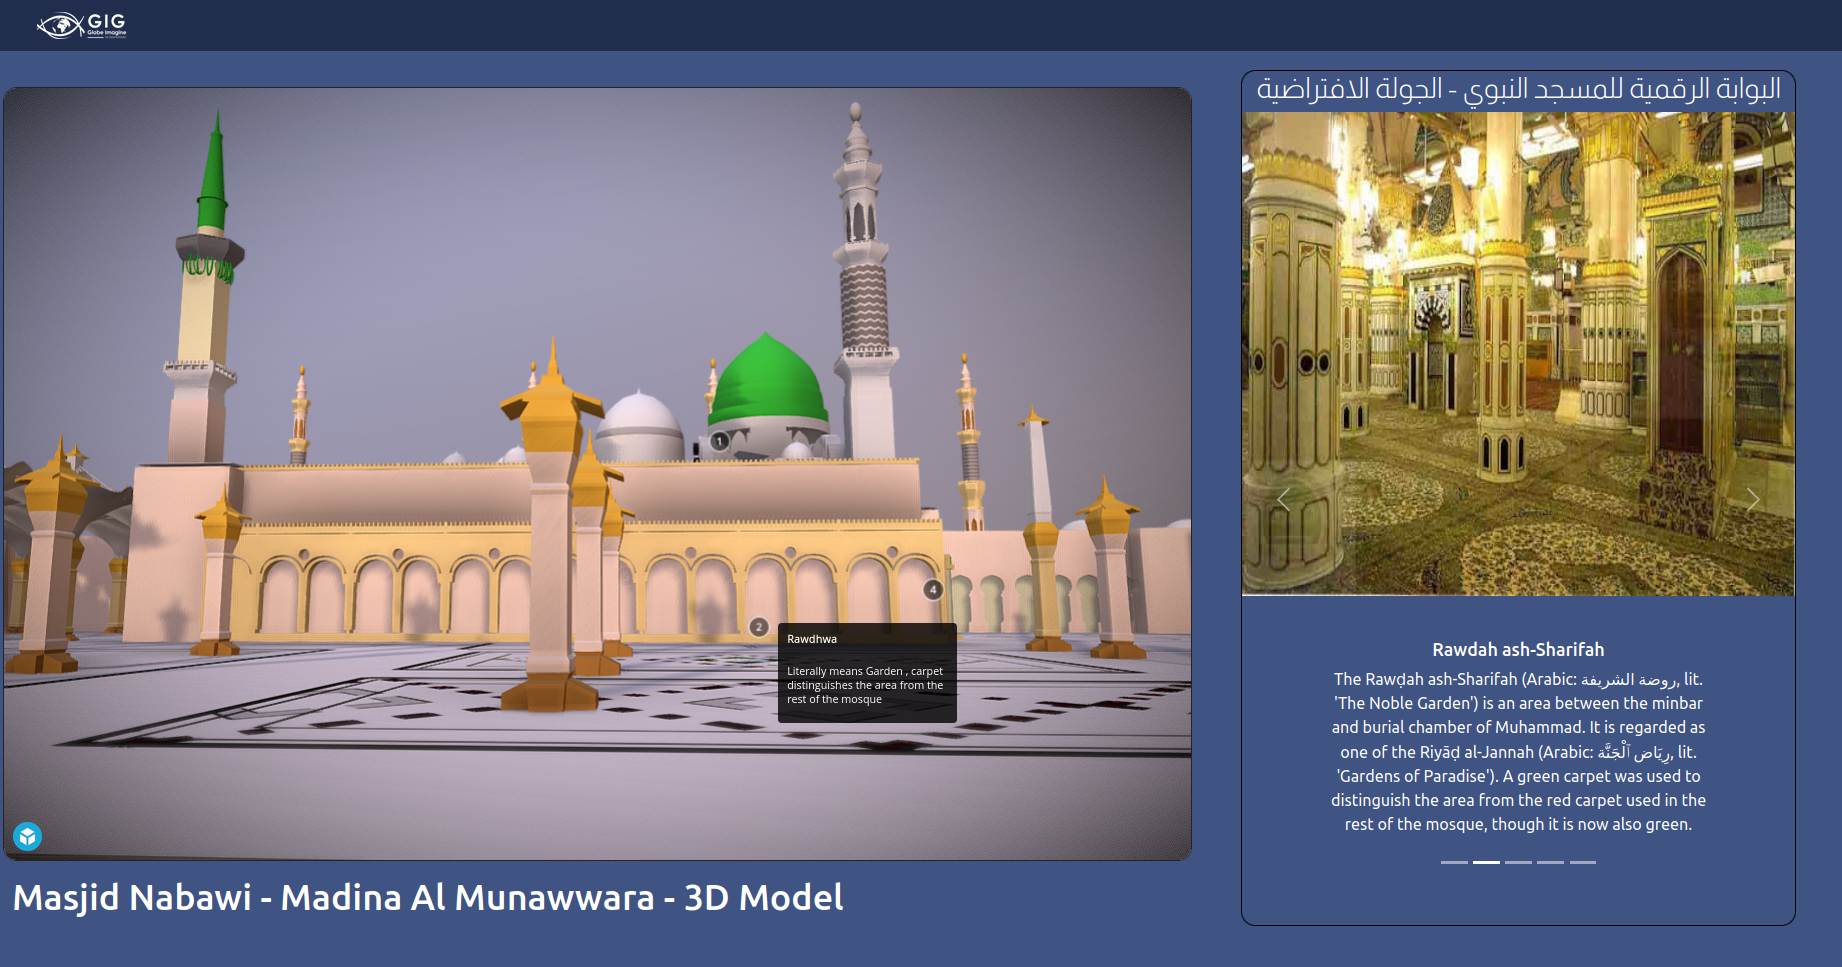 GIG
Globe Imagine
البوابة الرقمية للمسجد النبوي - الجولة الافتراضية
1
4
2
Rawdhwa
Literally means Garden , carpet
distinguishes the area from the
rest of the mosque
Masjid Nabawi - Madina Al Munawwara - 3D Model
Rawdah ash-Sharifah
The Rawḍah ash-Sharifah (Arabic: روضة الشريفة, lit.
'The Noble Garden') is an area between the minbar
and burial chamber of Muhammad. It is regarded as
one of the Riyāḍ al-Jannah (Arabic: رِيَاض ٱلْجَنَّة, lit.
'Gardens of Paradise'). A green carpet was used to
distinguish the area from the red carpet used in the
rest of the mosque, though it is now also green.